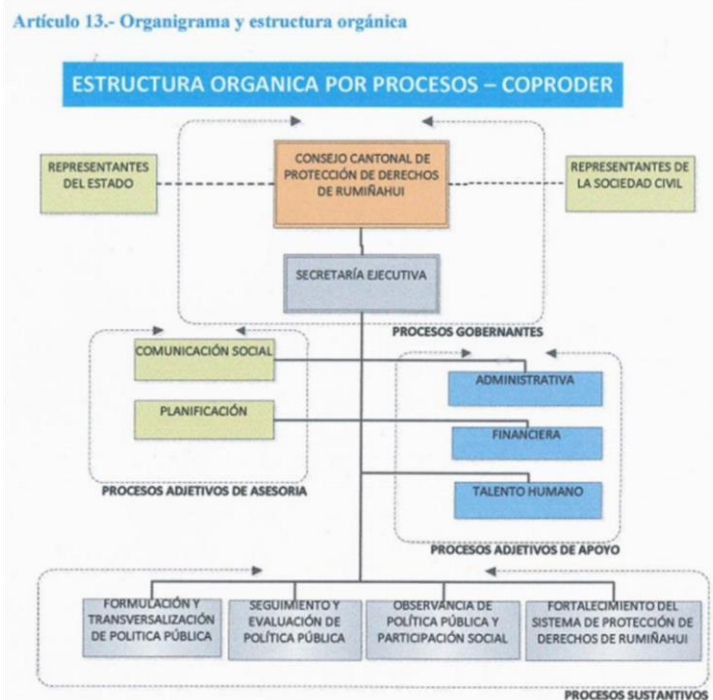 Artículo 13.- Organigrama y estructura orgánica
ESTRUCTURA ORGANICA POR PROCESOS – COPRODER
REPRESENTANTES
DEL ESTADO
CONSEJO CANTONAL DE
PROTECCIÓN DE DERECHOS
DE RUMIÑAHUI
REPRESENTANTES DE
LA SOCIEDAD CIVIL
SECRETARÍA EJECUTIVA
PROCESOS GOBERNANTES
COMUNICACIÓN SOCIAL
ADMINISTRATIVA
PLANIFICACIÓN
FINANCIERA
PROCESOS ADJETIVOS DE ASESORIA
TALENTO HUMANO
PROCESOS ADJETIVOS DE APOYO
FORMULACIÓN Y
TRANSVERSALIZACIÓN
DE POLITICA PÚBLICA
SEGUIMIENTO Y
EVALUACIÓN DE
POLÍTICA PÚBLICA
OBSERVANCIA DE
POLÍTICA PÚBLICA Y
PARTICIPACIÓN SOCIAL
FORTALECIMIENTO DEL
SISTEMA DE PROTECCIÓN DE
DERECHOS DE RUMIÑAHUI
PROCESOS SUSTANTIVOS